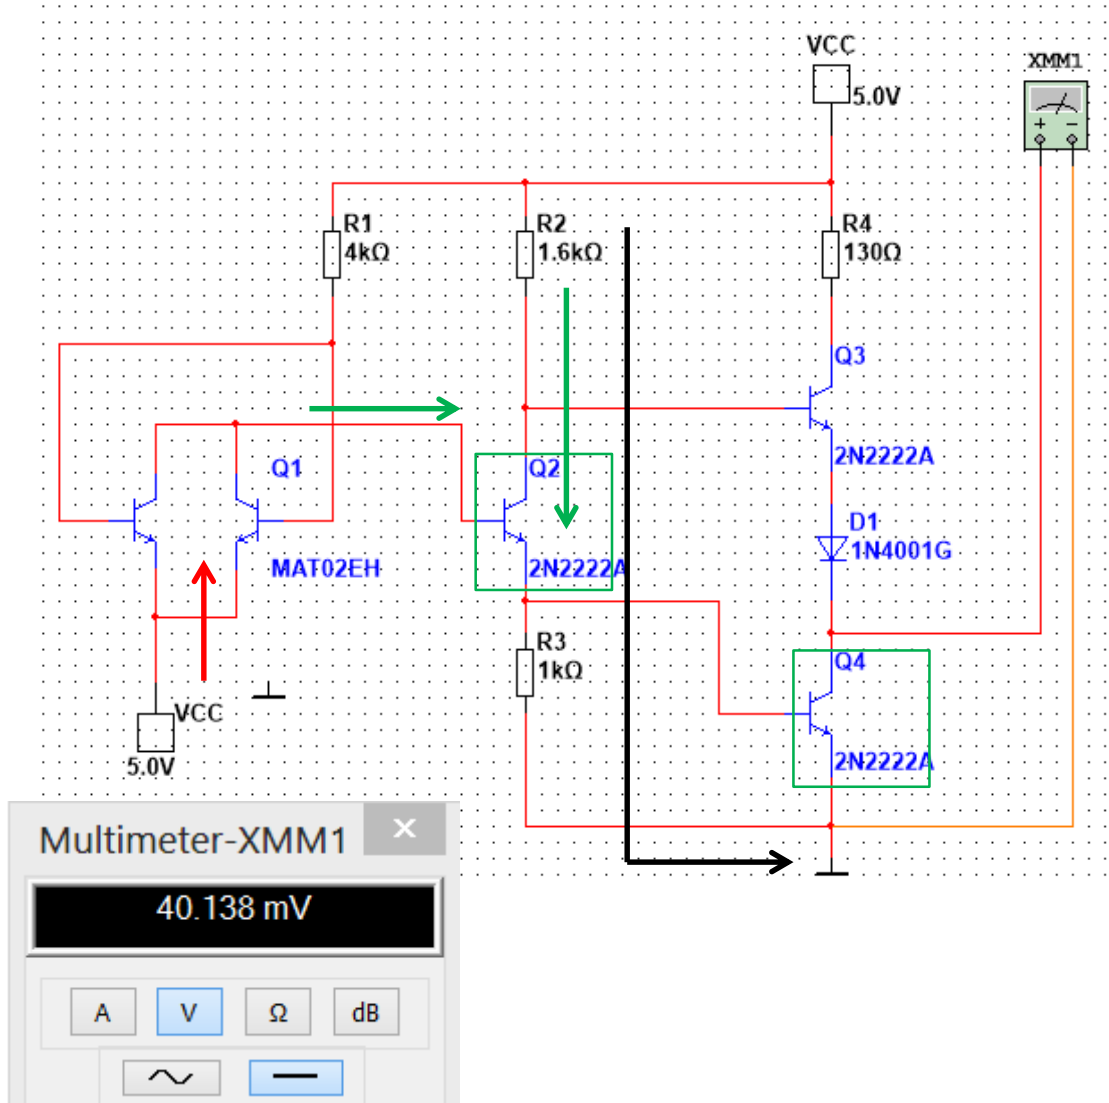 VCC
5.0V
XMM1
+ −
R1
4kΩ
R2
1.6kΩ
R4
130Ω
Q3
2N2222A
Q1
MAT02EH
Q2
2N2222A
D1
1N4001G
R3
1kΩ
Q4
2N2222A
VCC
5.0V
Multimeter-XMM1
×
40.138 mV
A V Ω dB